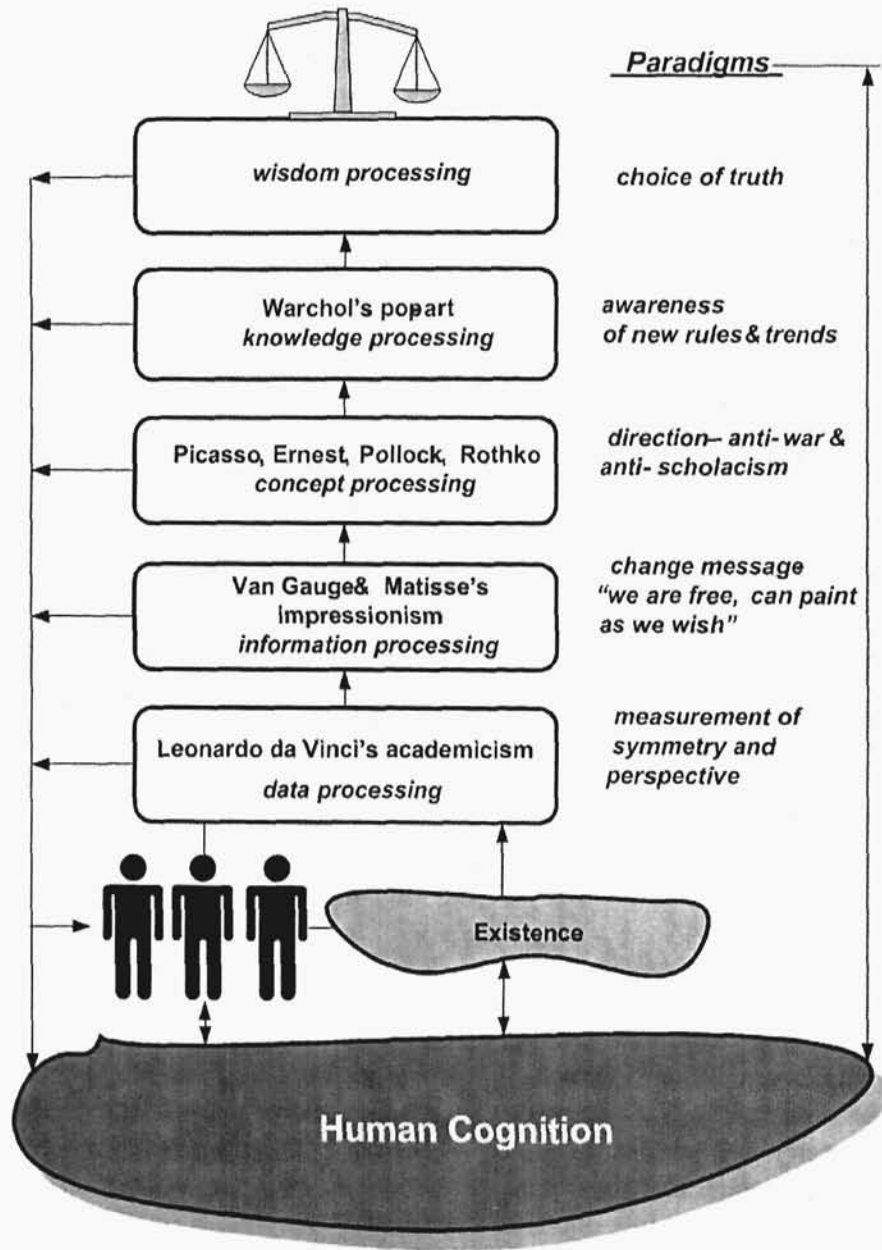 Paradigms
wisdom processing
choice of truth
Warchol's popart
knowledge processing
awareness
of new rules & trends
Picasso, Ernest, Pollock, Rothko
concept processing
direction– anti- war &
anti- scholacism
Van Gauge& Matisse's
impressionism
information processing
change message
"we are free, can paint
as we wish"
Leonardo da Vinci's academicism
data processing
measurement of
symmetry and
perspective
Existence
Human Cognition